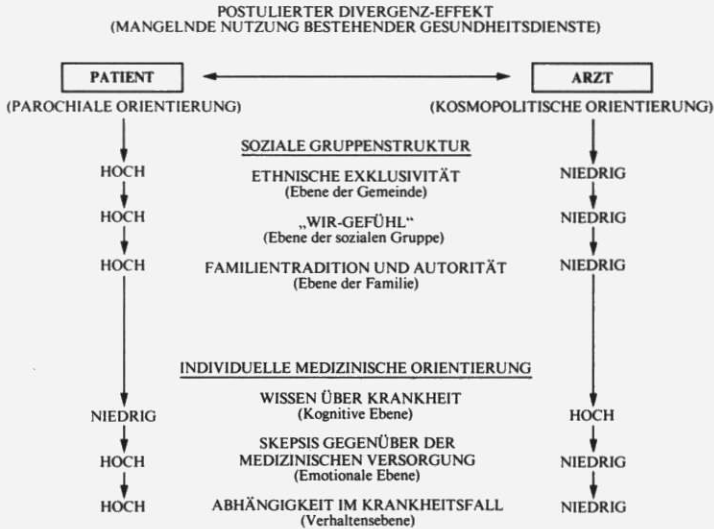 POSTULIERTER DIVERGENZ-EFFEKT
(MANGELNDE NUTZUNG BESTEHENDER GESUNDHEITSDIENSTE)
PATIENT ARZT
(PAROCHIALE ORIENTIERUNG) (KOSMOPOLITISCHE ORIENTIERUNG)
SOZIALE GRUPPENSTRUKTUR
HOCH ETHNISCHE EXKLUSIVITÄT NIEDRIG
(Ebene der Gemeinde)
HOCH „WIR-GEFÜHL“ NIEDRIG
(Ebene der sozialen Gruppe)
HOCH FAMILIENTRADITION UND AUTORITÄT NIEDRIG
(Ebene der Familie)
INDIVIDUELLE MEDIZINISCHE ORIENTIERUNG
WISSEN ÜBER KRANKHEIT
NIEDRIG (Kognitive Ebene) HOCH
SKEPSIS GEGENÜBER DER
HOCH MEDIZINISCHEN VERSORGUNG NIEDRIG
(Emotionale Ebene)
HOCH ABHÄNGIGKEIT IM KRANKHEITSFALL NIEDRIG
(Verhaltensebene)